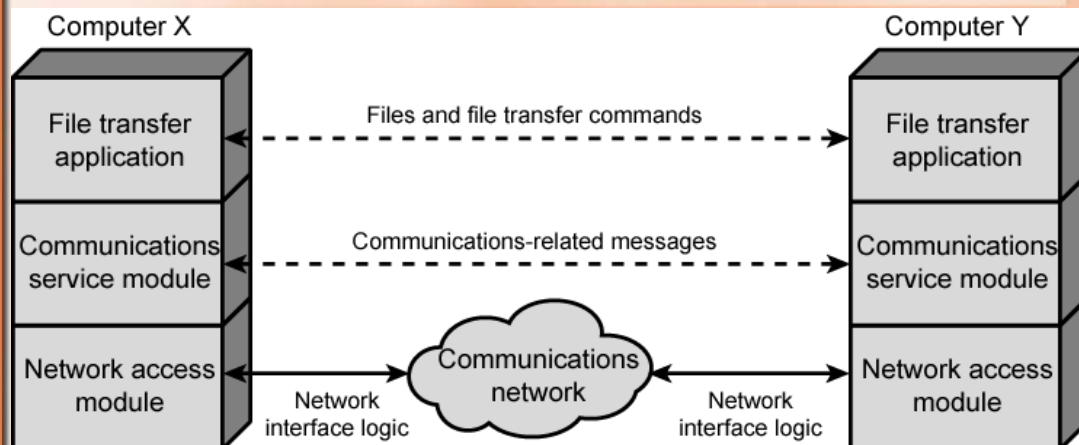 Computer X
Computer Y
File transfer
application
Files and file transfer commands
File transfer
application
Communications
service module
Communications-related messages
Communications
service module
Network access
module
Network
interface logic
Communications
network
Network
interface logic
Network access
module